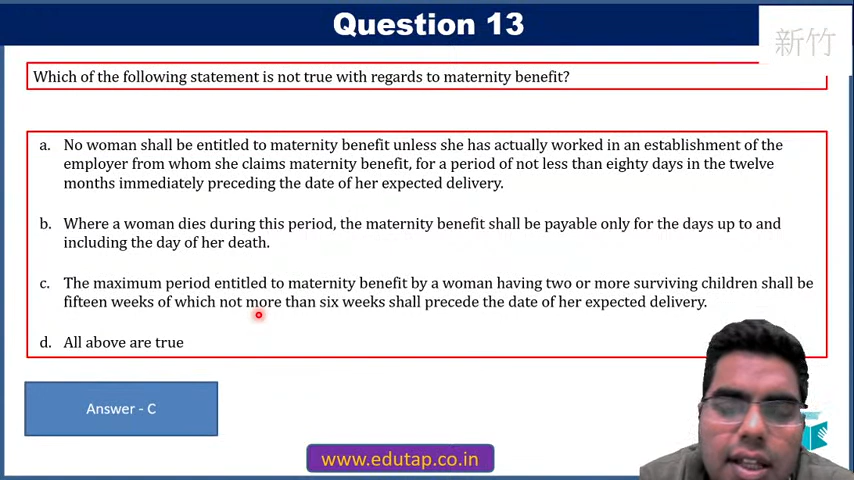 Question 13
新竹
Which of the following statement is not true with regards to maternity benefit?
a. No woman shall be entitled to maternity benefit unless she has actually worked in an establishment of the
employer from whom she claims maternity benefit, for a period of not less than eighty days in the twelve
months immediately preceding the date of her expected delivery.
b. Where a woman dies during this period, the maternity benefit shall be payable only for the days up to and
including the day of her death.
c. The maximum period entitled to maternity benefit by a woman having two or more surviving children shall be
fifteen weeks of which not more than six weeks shall precede the date of her expected delivery.
d. All above are true
Answer - C
www.edutap.co.in